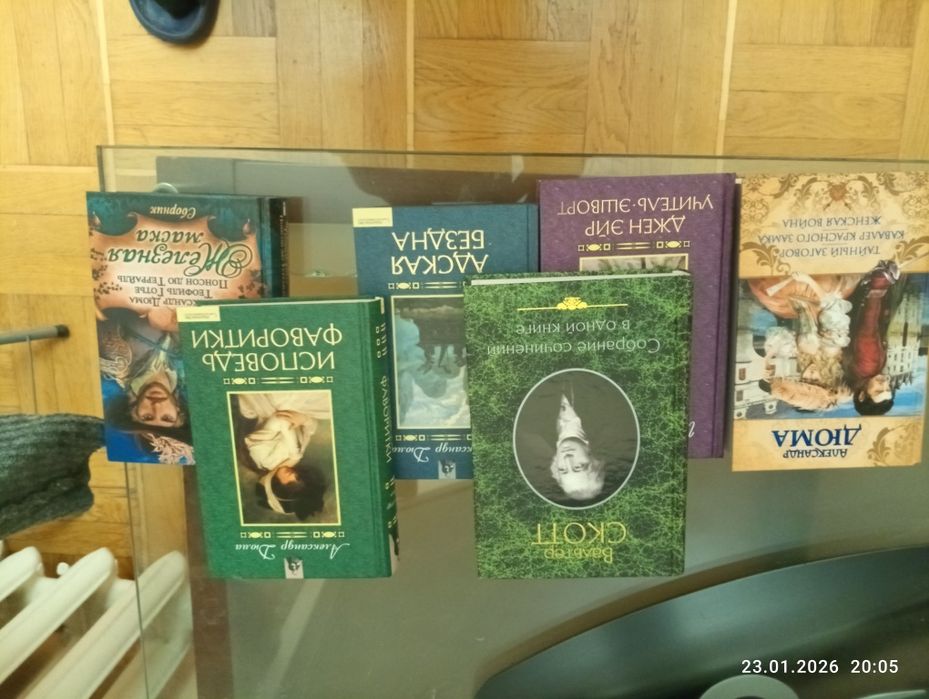 Александр Дюма
Теофиль Готье
Понсон дю Террайль
Железная
маска
Сборник
Александр Дюма
ИСПОВЕДЬ
ФАВОРИТКИ
Александр Дюма
АДСКАЯ
БЕЗДНА
Вальтер
СКОТТ
Собрание сочинений
в одной книге
ДЖЕН ЭЙР
УЧИТЕЛЬ·ЭШВОРТ
АЛЕКСАНДР
ДЮМА
ЖЕНСКАЯ ВОЙНА
КАВАЛЕР КРАСНОГО ЗАМКА
ТАЙНЫЙ ЗАГОВОР
23.01.2026 20:05